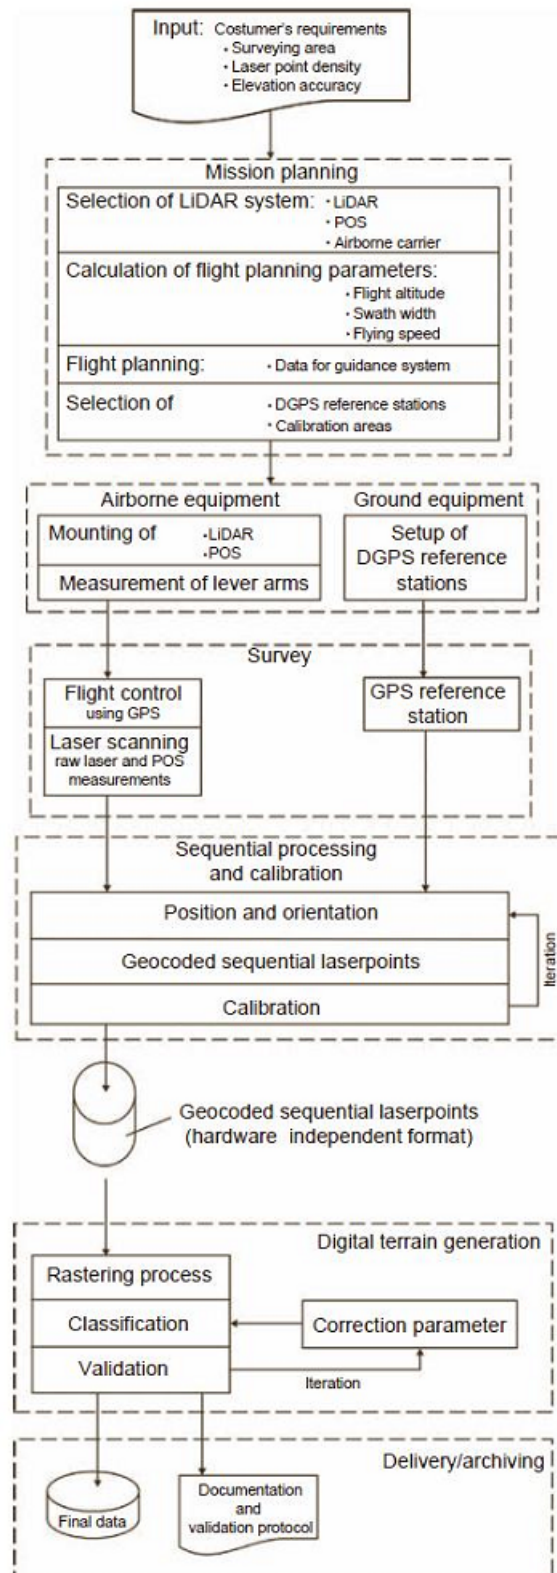 Input: Costumer's requirements
• Surveying area
• Laser point density
• Elevation accuracy
Mission planning
Selection of LiDAR system: • LiDAR
• POS
• Airborne carrier
Calculation of flight planning parameters:
• Flight altitude
• Swath width
• Flying speed
Flight planning: • Data for guidance system
Selection of • DGPS reference stations
• Calibration areas
Airborne equipment
Mounting of • LiDAR
• POS
Measurement of lever arms
Ground equipment
Setup of
DGPS reference
stations
Survey
Flight control
using GPS
Laser scanning
raw laser and POS
measurements
GPS reference
station
Sequential processing
and calibration
Position and orientation
Geocoded sequential laserpoints
Calibration
Iteration
Geocoded sequential laserpoints
(hardware independent format)
Digital terrain generation
Rastering process
Classification
Validation
Correction parameter
Iteration
Delivery/archiving
Final data
Documentation
and
validation protocol